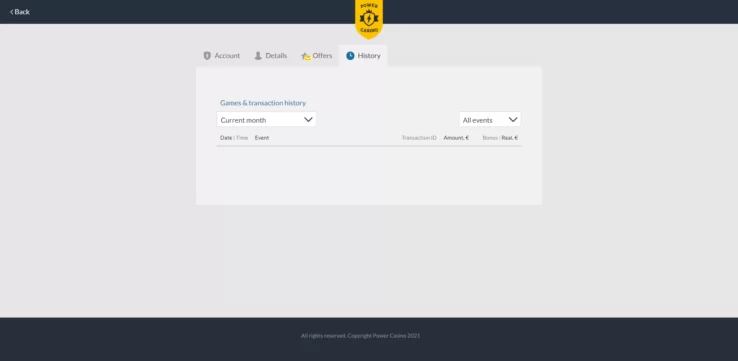 < Back
POWER
CASINO
Account Details Offers History
Games & transaction history
Current month All events
Date | Time Event Transaction ID Amount, € Bonus | Real, €
All rights reserved. Copyright Power Casino 2021